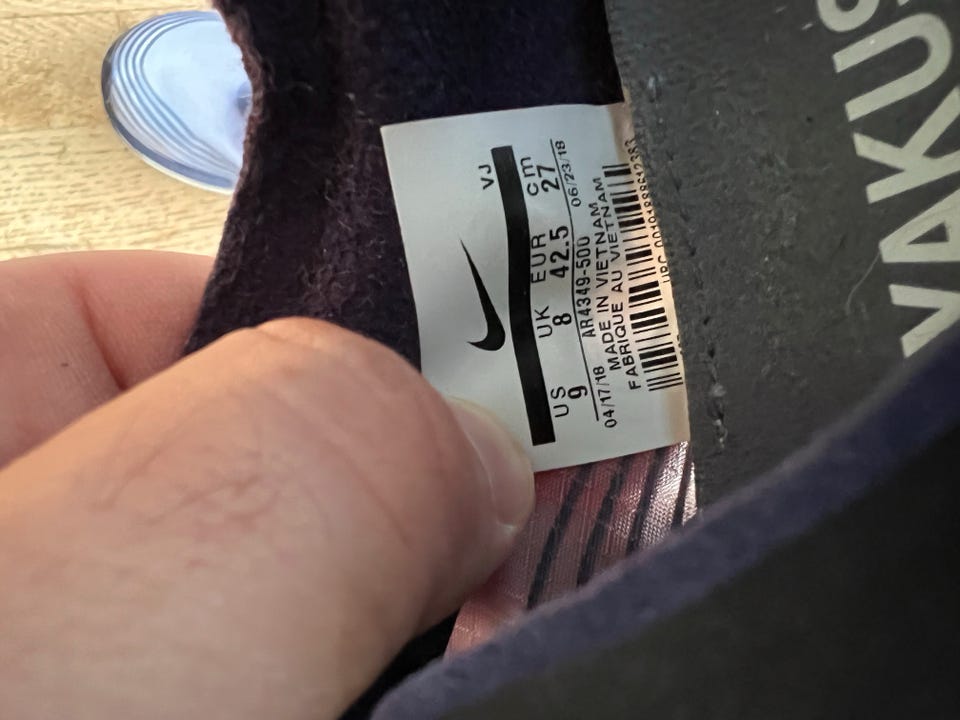 VJ
US UK EUR cm
9 8 42.5 27
AR4349-500
04/17/18 06/23/18
MADE IN VIETNAM
FABRIQUE AU VIETNAM
UPC